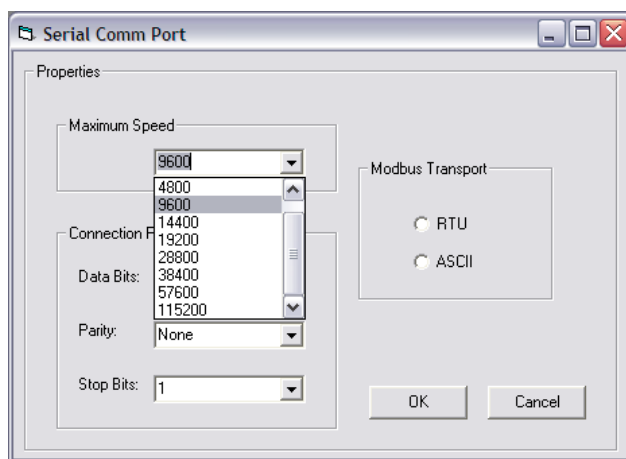 Serial Comm Port
Properties
Maximum Speed
9600
4800
9600
14400
19200
28800
38400
57600
115200
Connection
Data Bits:
Parity:
None
Stop Bits:
1
Modbus Transport
RTU
ASCII
OK
Cancel